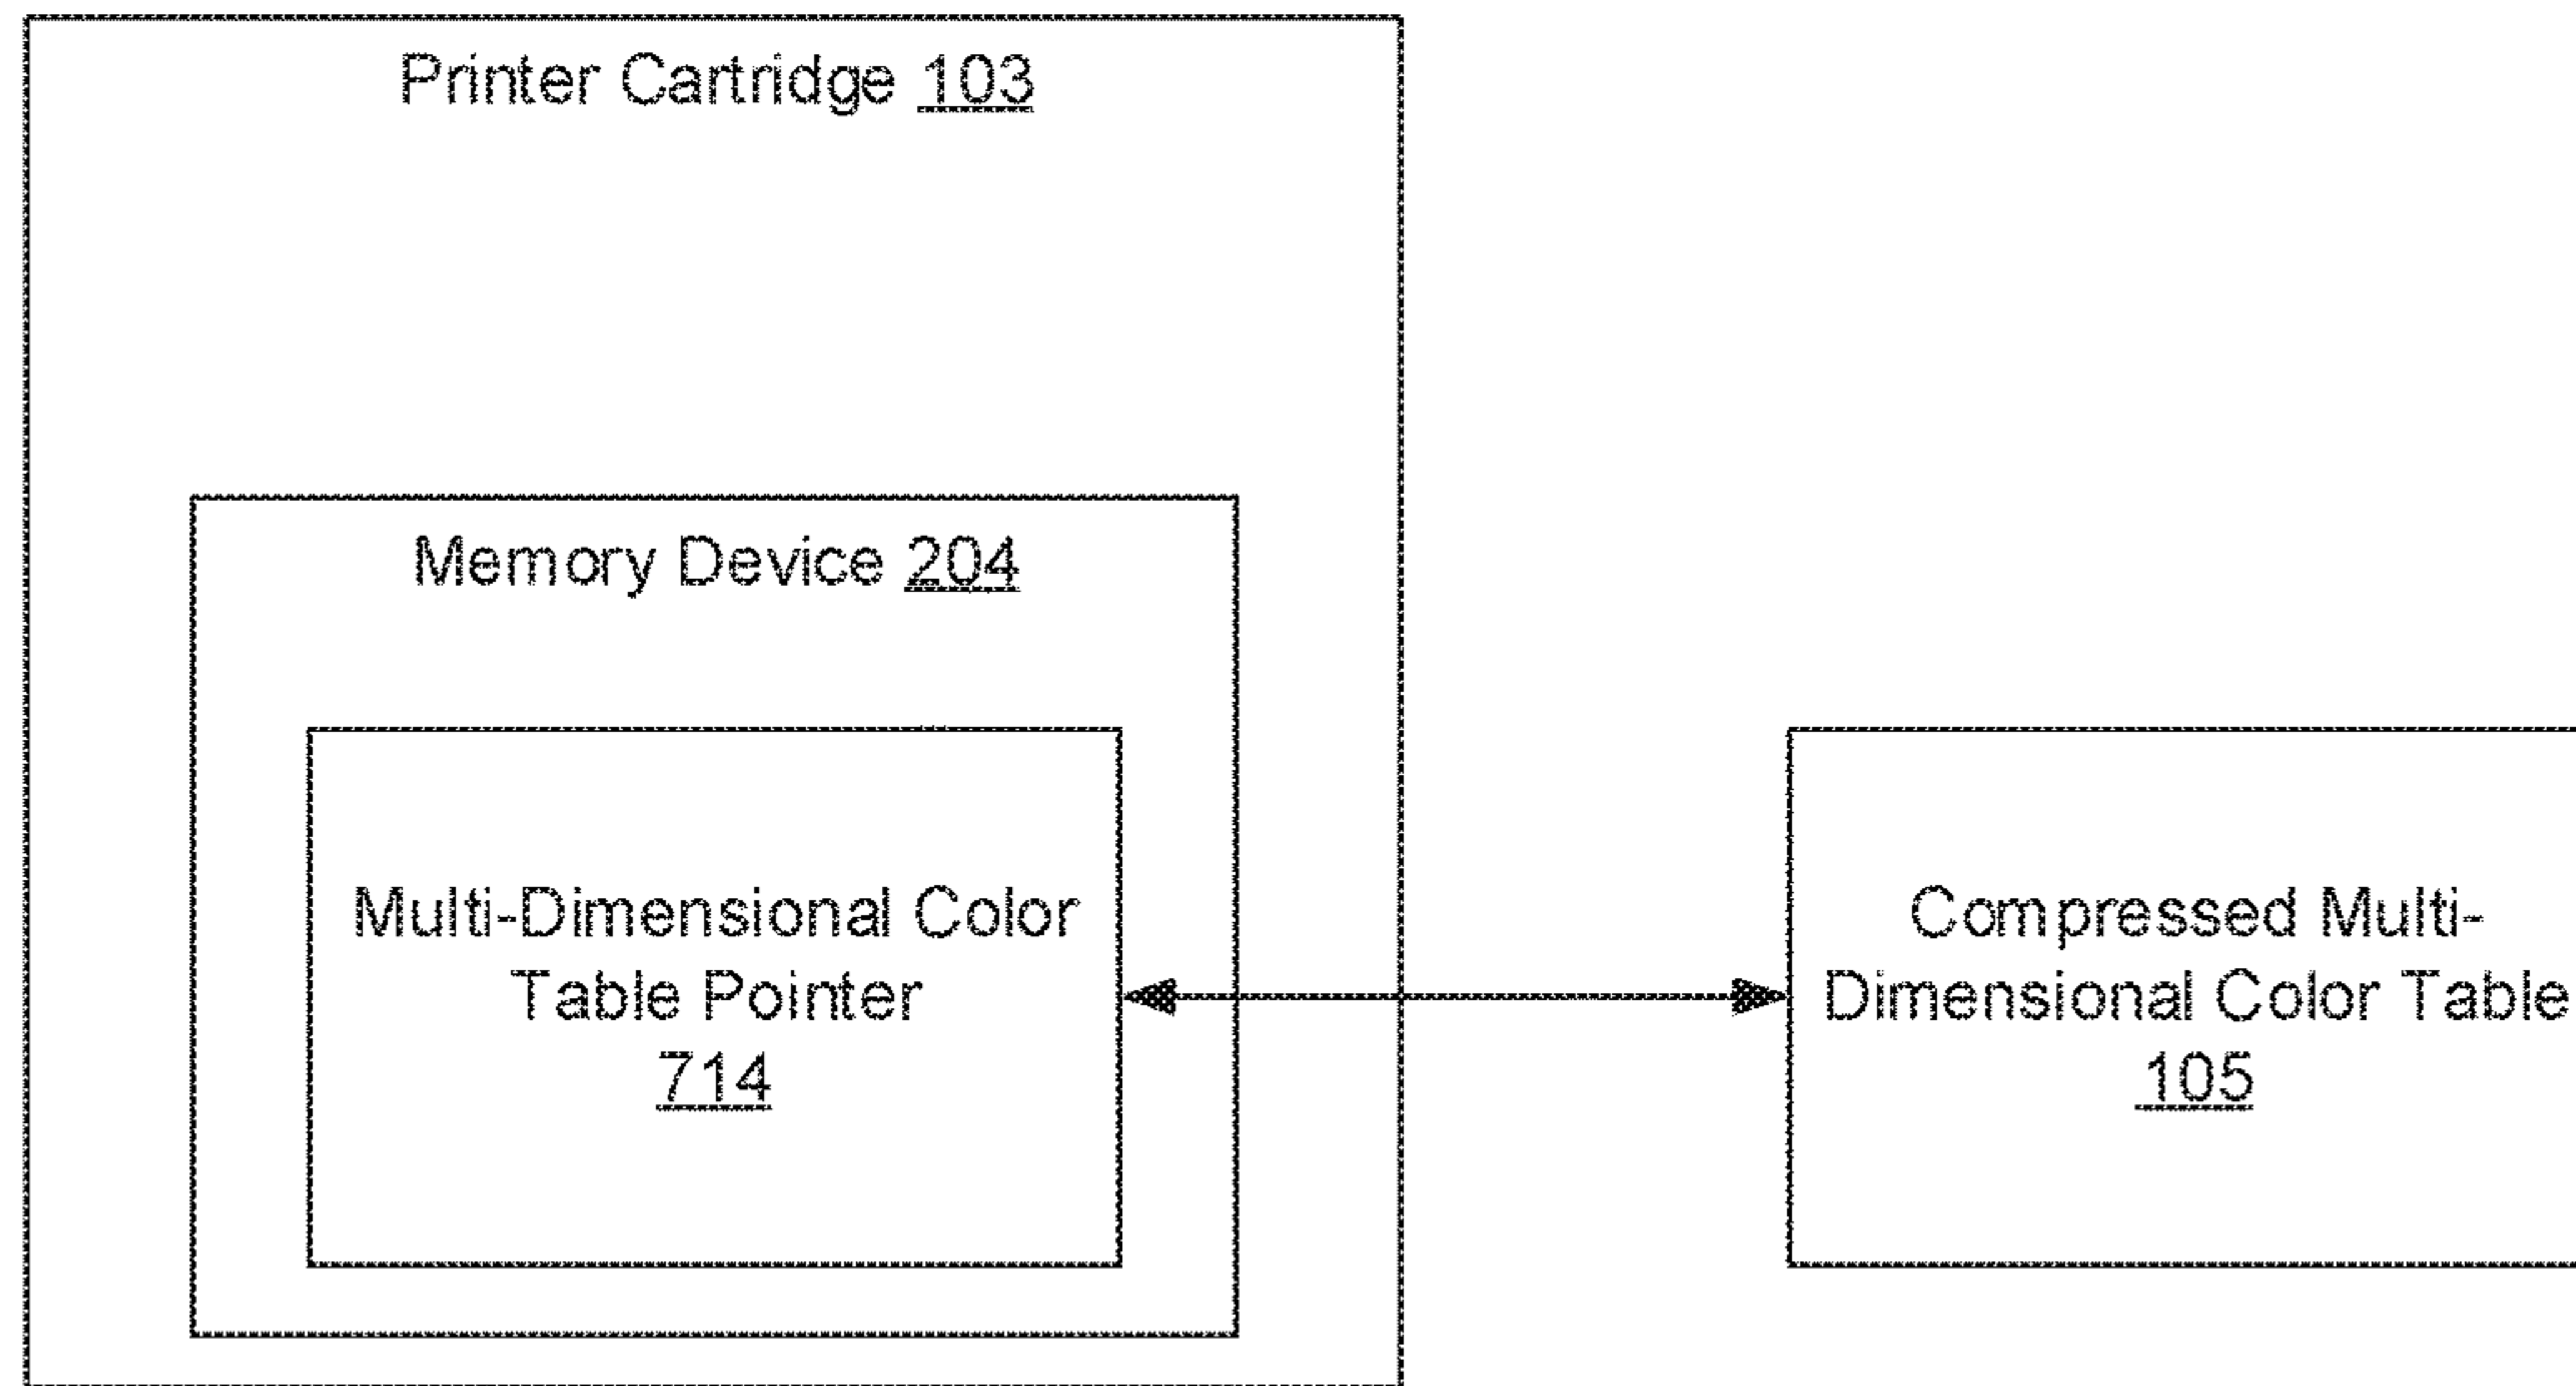 Printer Cartridge 103
Memory Device 204
Multi-Dimensional Color
Table Pointer
714
Compressed Multi-
Dimensional Color Table
105